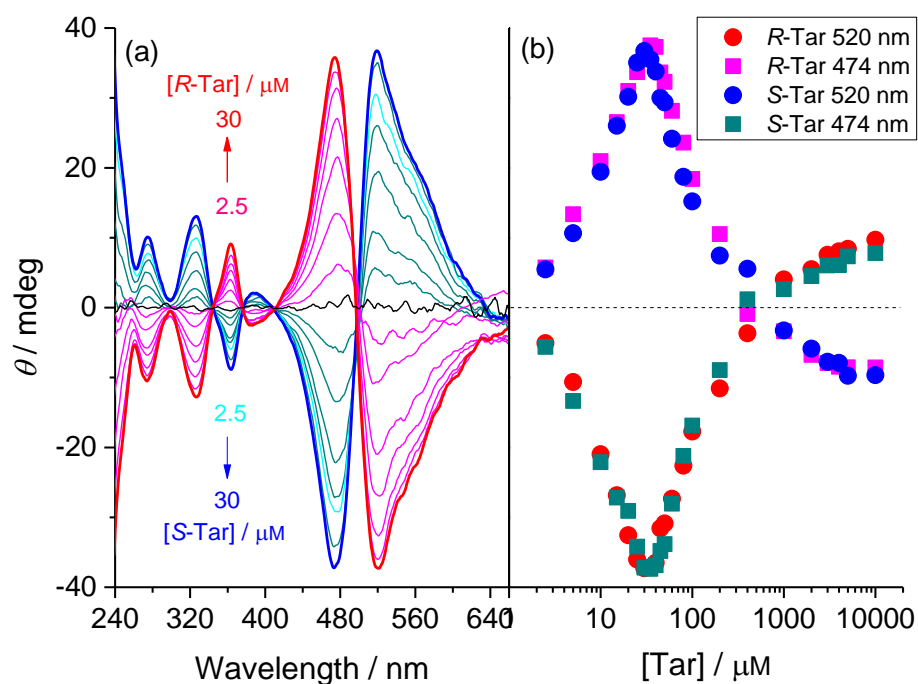 40
20
0
-20
-40
θ / mdeg
(a)
[R-Tar] / μM
30
2.5
2.5
30
[S-Tar] / μM
240 320 400 480 560 640
Wavelength / nm
(b)
R-Tar 520 nm
R-Tar 474 nm
S-Tar 520 nm
S-Tar 474 nm
1 10 100 1000 10000
[Tar] / μM